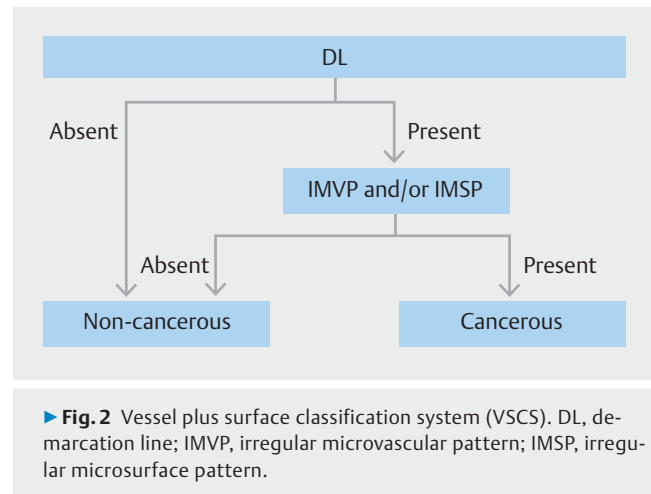 DL
Absent
Present
IMVP and/or IMSP
Absent
Present
Non-cancerous
Cancerous
►Fig. 2 Vessel plus surface classification system (VSCS). DL, de-
marcation line; IMVP, irregular microvascular pattern; IMSP, irregu-
lar microsurface pattern.